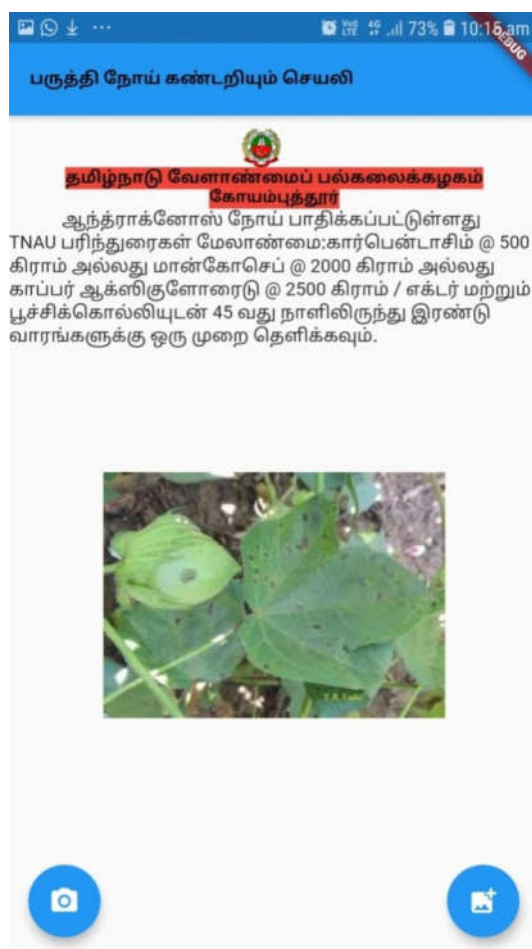 73% 10:15 am
DEBUG
பருத்தி நோய் கண்டறியும் செயலி
தமிழ்நாடு வேளாண்மைப் பல்கலைக்கழகம்
கோயம்புத்தூர்
ஆந்த்ராக்னோஸ் நோய் பாதிக்கப்பட்டுள்ளது
TNAU பரிந்துரைகள் மேலாண்மை:கார்பென்டாசிம் @ 500
கிராம் அல்லது மான்கோசெப் @ 2000 கிராம் அல்லது
காப்பர் ஆக்ஸிகுளோரைடு @ 2500 கிராம் / எக்டர் மற்றும்
பூச்சிக்கொல்லியுடன் 45 வது நாளிலிருந்து இரண்டு
வாரங்களுக்கு ஒரு முறை தெளிக்கவும்.